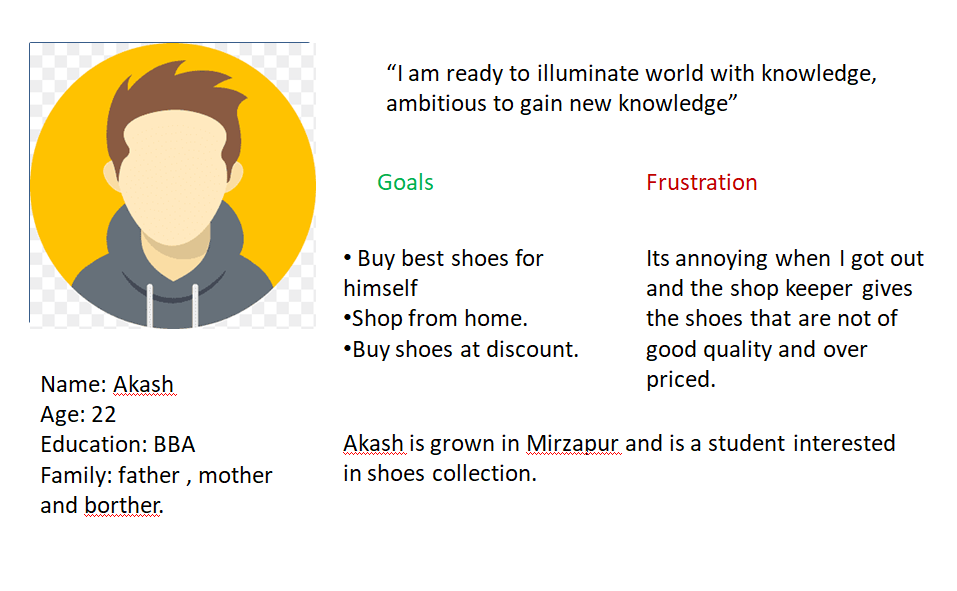 “I am ready to illuminate world with knowledge,
ambitious to gain new knowledge”
Goals
• Buy best shoes for
himself
•Shop from home.
•Buy shoes at discount.
Frustration
Its annoying when I got out
and the shop keeper gives
the shoes that are not of
good quality and over
priced.
Name: Akash
Age: 22
Education: BBA
Family: father , mother
and borther.
Akash is grown in Mirzapur and is a student interested
in shoes collection.